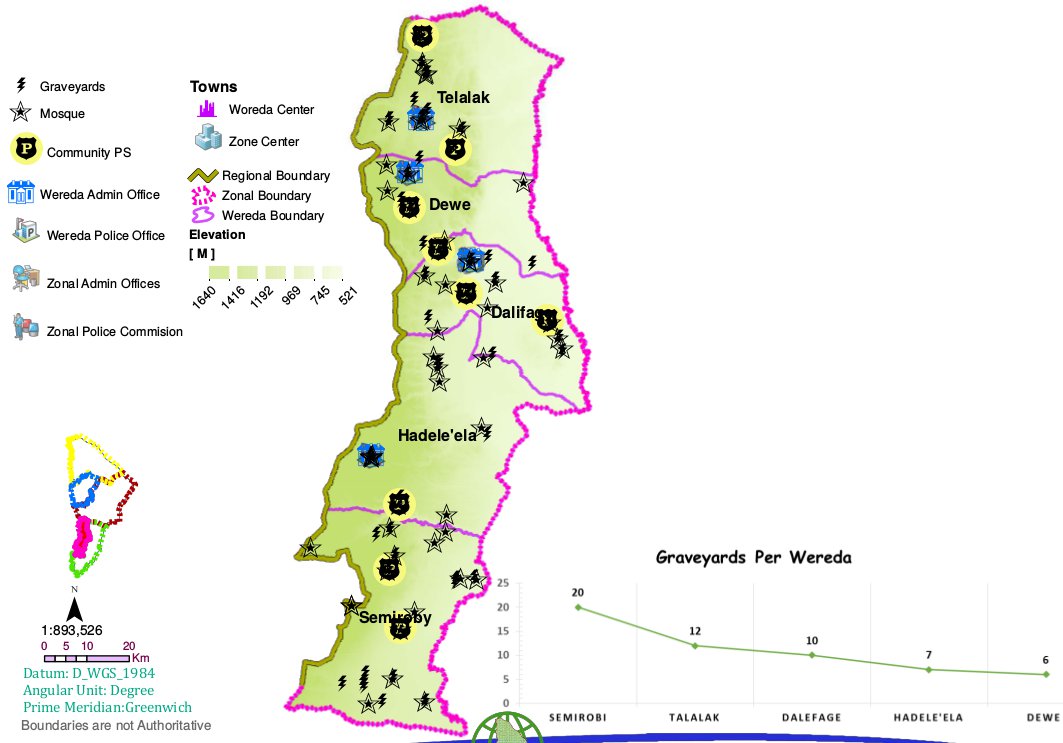 Graveyards
Mosque
Community PS
Wereda Admin Office
Wereda Police Office
Zonal Admin Offices
Zonal Police Commision
Towns
Woreda Center
Zone Center
Regional Boundary
Zonal Boundary
Wereda Boundary
Elevation
[ M ]
1640 1416 1192 969 745 521
Telalak
Dewe
Dalifage
Hadele'ela
Semiroby
N
1:893,526
0 5 10 20
Km
Datum: D_WGS_1984
Angular Unit: Degree
Prime Meridian:Greenwich
Boundaries are not Authoritative
Graveyards Per Wereda
25
20
15
10
5
0
20
12
10
7
6
SEMIROBI TALALAK DALEFAGE HADELE'ELA DEWE